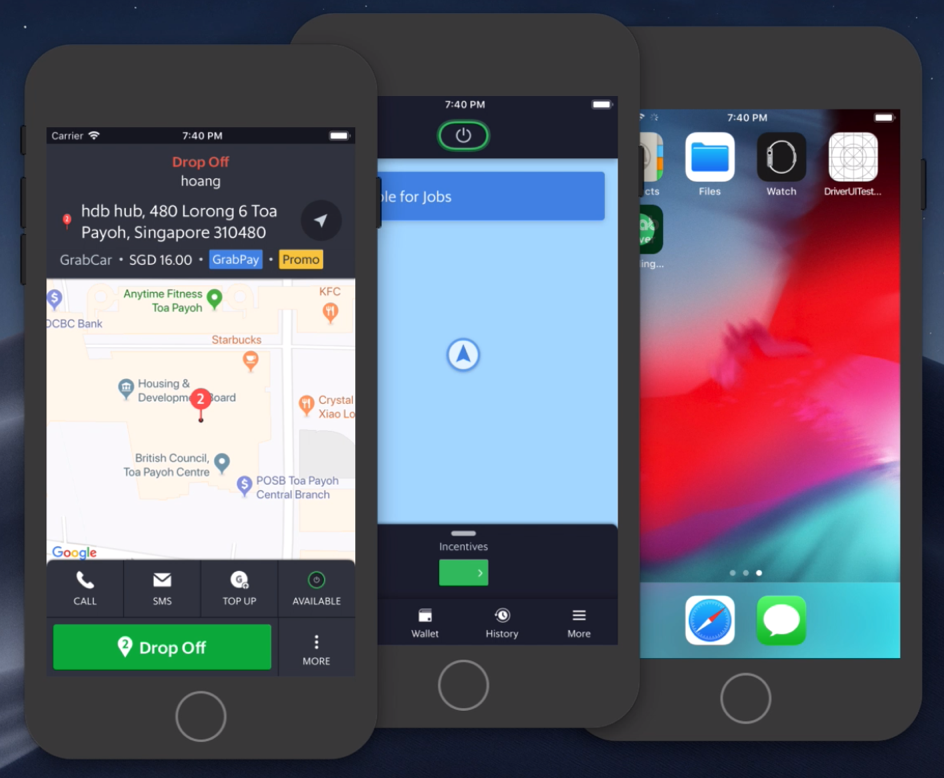 Carrier
7:40 PM
Drop Off
hoang
hdb hub, 480 Lorong 6 Toa
Payoh, Singapore 310480
GrabCar • SGD 16.00 • GrabPay • Promo
Anytime Fitness
Toa Payoh
KFC
OCBC Bank
Starbucks
Housing &
Development Board
2
Crystal
Xiao Lo
British Council,
Toa Payoh Centre
POSB Toa Payoh
Central Branch
Google
CALL
SMS
TOP UP
AVAILABLE
2 Drop Off
MORE
7:40 PM
ble for Jobs
Incentives
Wallet
History
More
7:40 PM
cts
Files
Watch
DriverUITest...
ing...